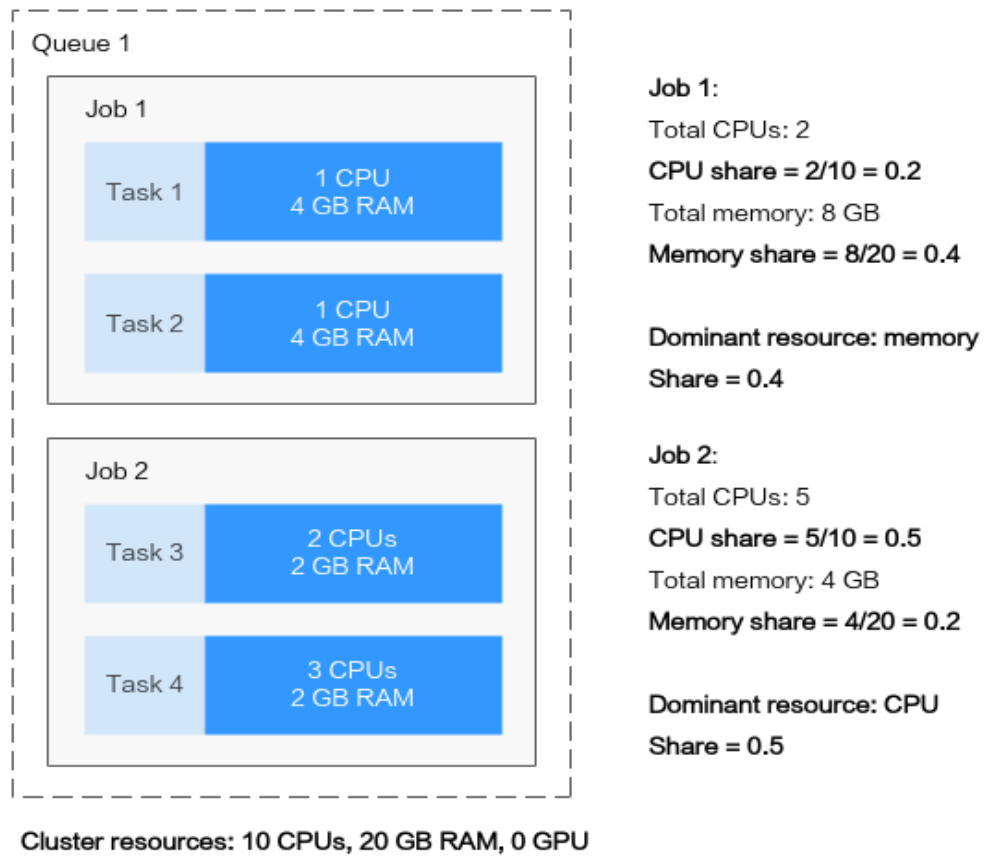 Queue 1
Job 1
Task 1
1 CPU
4 GB RAM
Task 2
1 CPU
4 GB RAM
Job 2
Task 3
2 CPUs
2 GB RAM
Task 4
3 CPUs
2 GB RAM
Job 1:
Total CPUs: 2
CPU share = 2/10 = 0.2
Total memory: 8 GB
Memory share = 8/20 = 0.4
Dominant resource: memory
Share = 0.4
Job 2:
Total CPUs: 5
CPU share = 5/10 = 0.5
Total memory: 4 GB
Memory share = 4/20 = 0.2
Dominant resource: CPU
Share = 0.5
Cluster resources: 10 CPUs, 20 GB RAM, 0 GPU